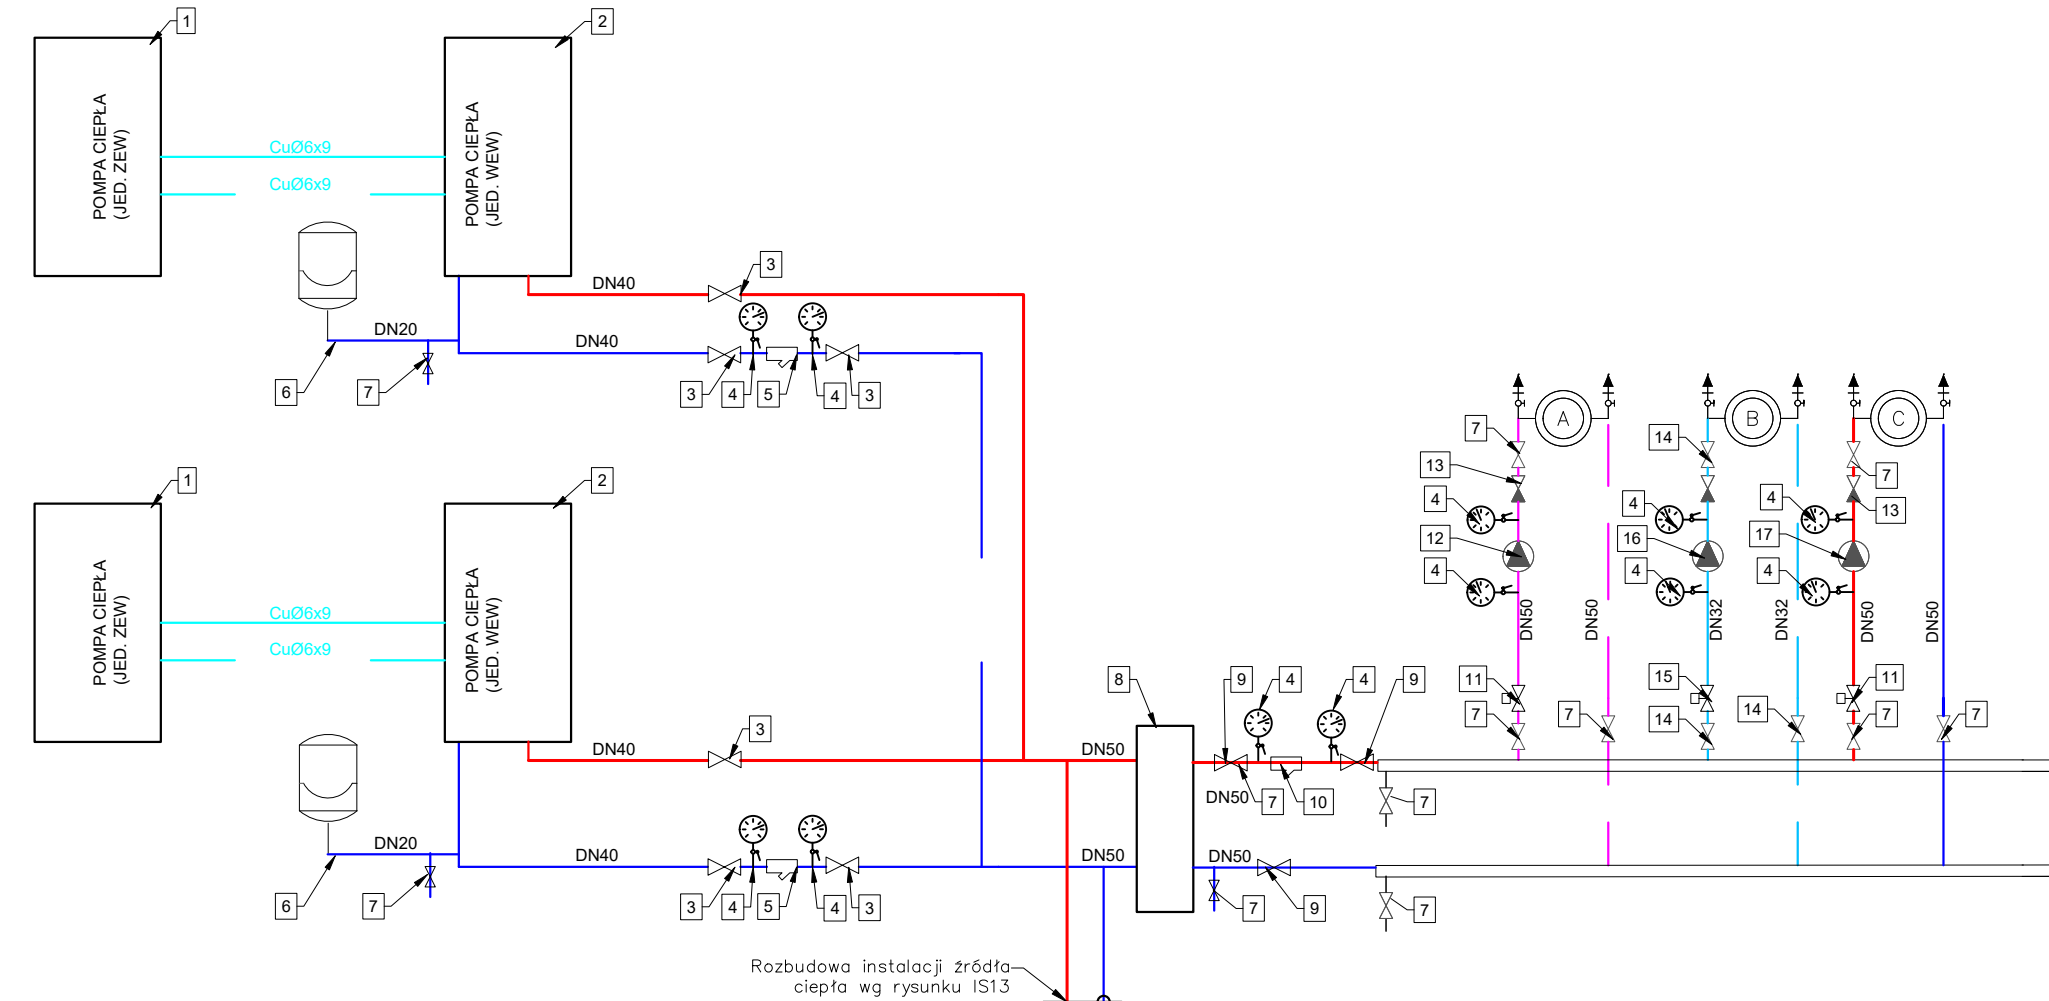 1
2
POMPA CIEPŁA
(JED. ZEW)
POMPA CIEPŁA
(JED. WEW)
CuØ6x9
CuØ6x9
DN40
3
DN20
DN40
6
7
3
4
5
4
3
1
2
POMPA CIEPŁA
(JED. ZEW)
POMPA CIEPŁA
(JED. WEW)
CuØ6x9
CuØ6x9
DN40
3
DN50
DN20
DN40
DN50
6
7
3
4
5
4
3
8
9
4
4
9
DN50
7
10
7
DN50
7
9
7
A
B
C
7
14
7
13
13
4
4
4
12
16
17
4
4
4
DN50
DN50
DN32
DN32
DN50
DN50
11
15
11
7
7
14
14
7
7
Rozbudowa instalacji źródła
ciepła wg rysunku IS13